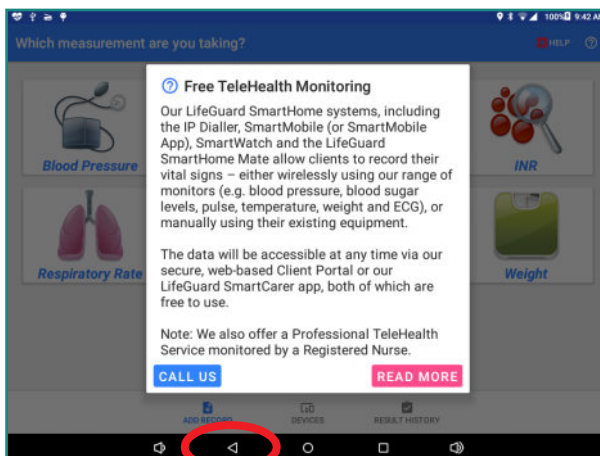 100% 9:42 AM
Which measurement are you taking?
HELP
Free TeleHealth Monitoring
Our LifeGuard SmartHome systems, including
the IP Dialler, SmartMobile (or SmartMobile
App), SmartWatch and the LifeGuard
SmartHome Mate allow clients to record their
vital signs – either wirelessly using our range of
monitors (e.g. blood pressure, blood sugar
levels, pulse, temperature, weight and ECG), or
manually using their existing equipment.
The data will be accessible at any time via our
secure, web-based Client Portal or our
LifeGuard SmartCarer app, both of which are
free to use.
Note: We also offer a Professional TeleHealth
Service monitored by a Registered Nurse.
CALL US
READ MORE
Blood Pressure
INR
Respiratory Rate
Weight
ADD RECORD
DEVICES
RESULT HISTORY